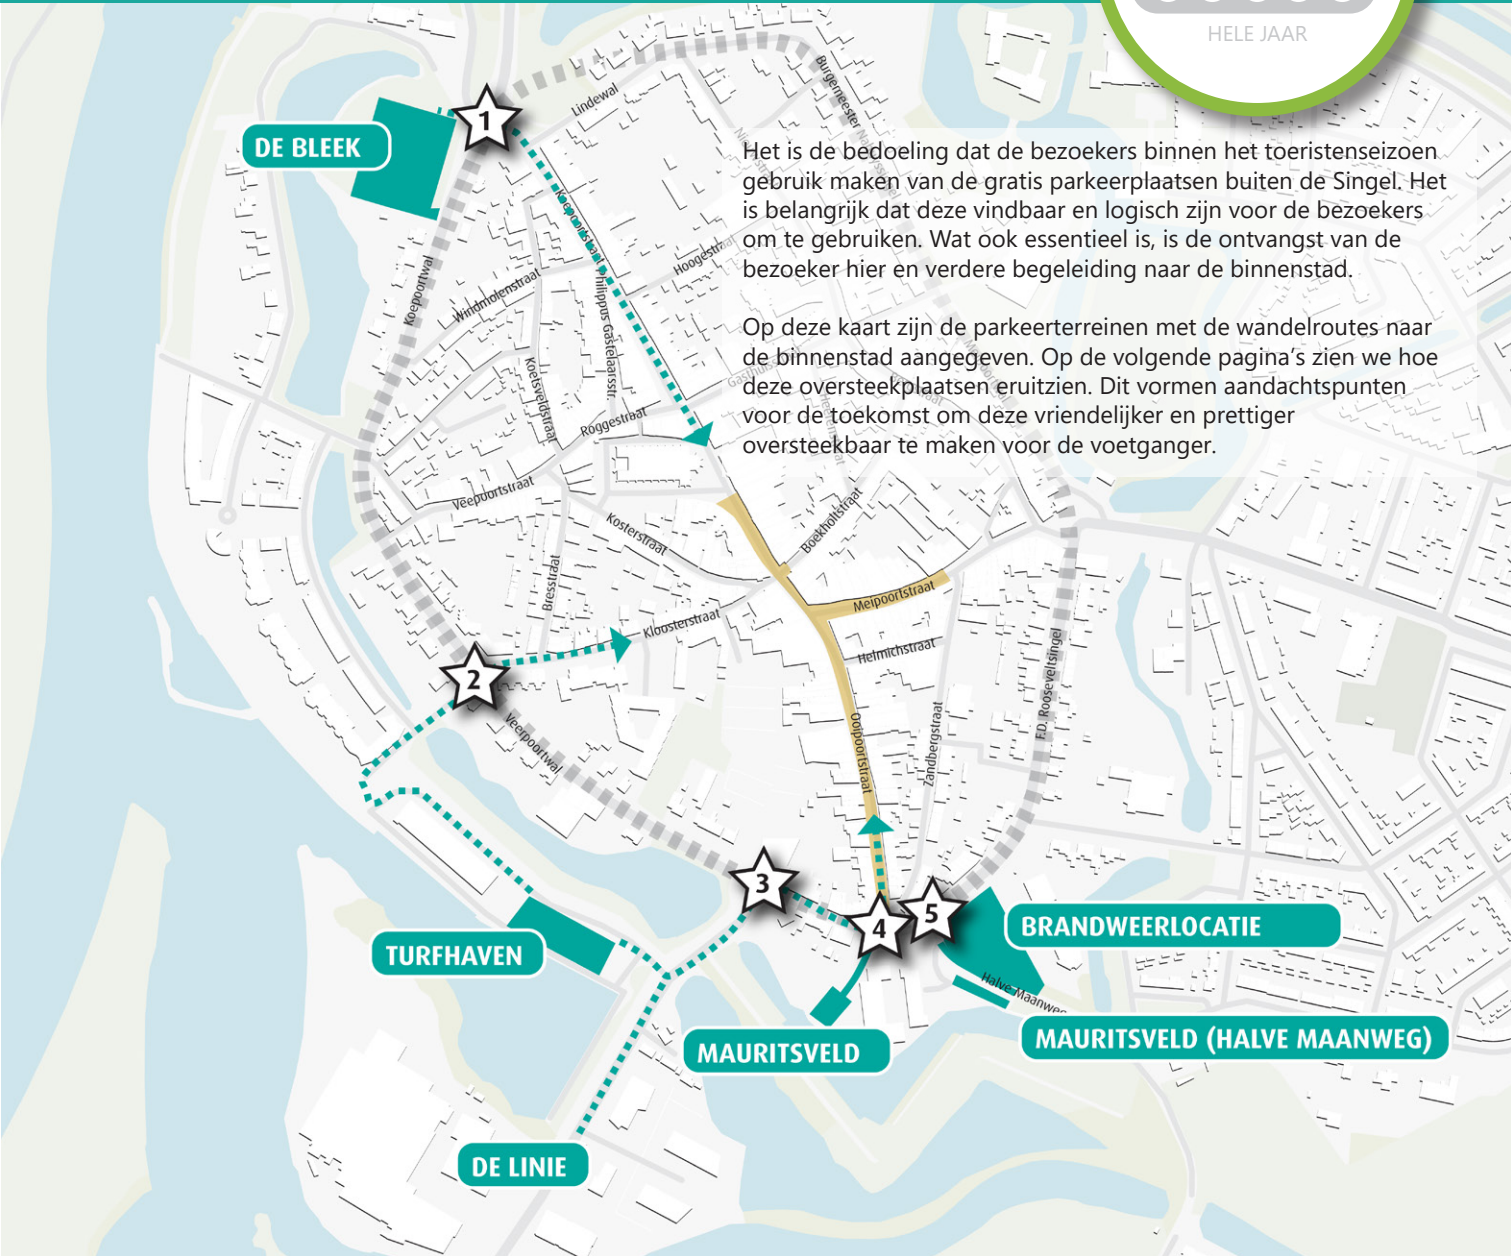 HELE JAAR
1
DE BLEEK
Lindewal
Het is de bedoeling dat de bezoekers binnen het toeristenseizoen
gebruik maken van de gratis parkeerplaatsen buiten de Singel. Het
is belangrijk dat deze vindbaar en logisch zijn voor de bezoekers
om te gebruiken. Wat ook essentieel is, is de ontvangst van de
bezoeker hier en verdere begeleiding naar de binnenstad.
Op deze kaart zijn de parkeerterreinen met de wandelroutes naar
de binnenstad aangegeven. Op de volgende pagina's zien we hoe
deze oversteekplaatsen eruitzien. Dit vormen aandachtspunten
voor de toekomst om deze vriendelijker en prettiger
oversteekbaar te maken voor de voetganger.
Koepoortstraat
Hoogestraat
Koepoortwal
Windmolenstraat
Philippus Gastelaarsstr.
Koetsveldstraat
Roggestraat
Veepoortstraat
Kosterstraat
Boekholtstraat
Bresstraat
Meipoortstraat
Kloosterstraat
Helmichstraat
2
F.D. Rooseveltsingel
Veerpoortwal
Ooipoortstraat
Zandbergstraat
3
4
5
BRANDWEERLOCATIE
TURFHAVEN
Halve Maanweg
MAURITSVELD
MAURITSVELD (HALVE MAANWEG)
DE LINIE